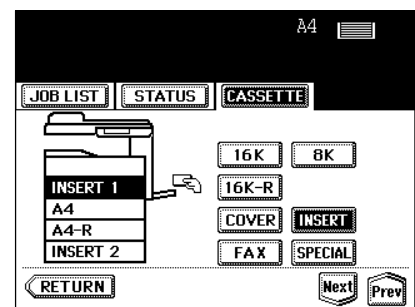 A4
JOB LIST STATUS CASSETTE
16K 8K
INSERT 1 16K-R
A4
A4-R COVER INSERT
INSERT 2 FAX SPECIAL
RETURN Next Prev